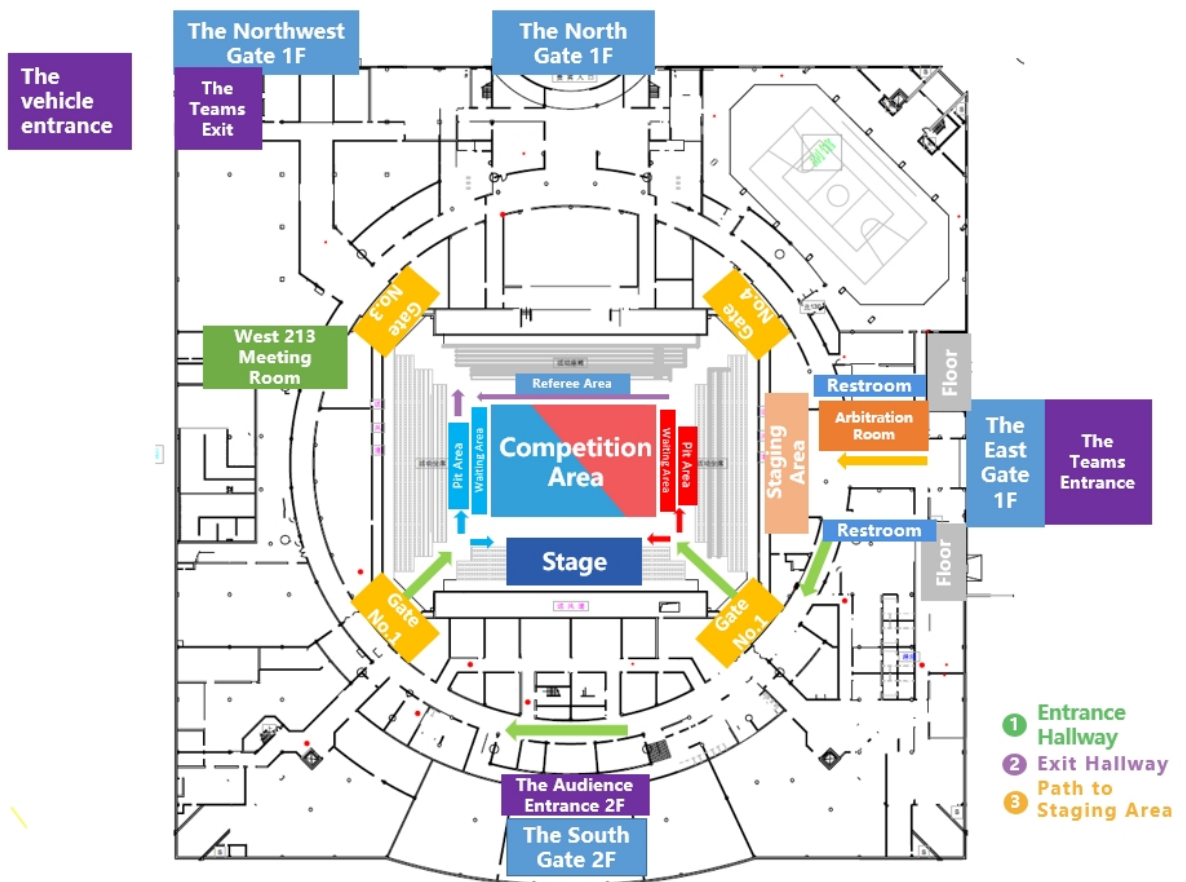 The Northwest
Gate 1F
The North
Gate 1F
The
vehicle
entrance
The
Teams
Exit
Gate
No.3
Gate
No.4
West 213
Meeting
Room
Referee Area
Restroom
Floor
Arbitration
Room
Staging
Area
The
East
Gate
1F
The
Teams
Entrance
Pit Area
Waiting Area
Competition
Area
Waiting Area
Pit Area
Restroom
Floor
Stage
Gate
No.1
Gate
No.1
The Audience
Entrance 2F
The South
Gate 2F
1 Entrance
Hallway
2 Exit Hallway
3 Path to
Staging Area